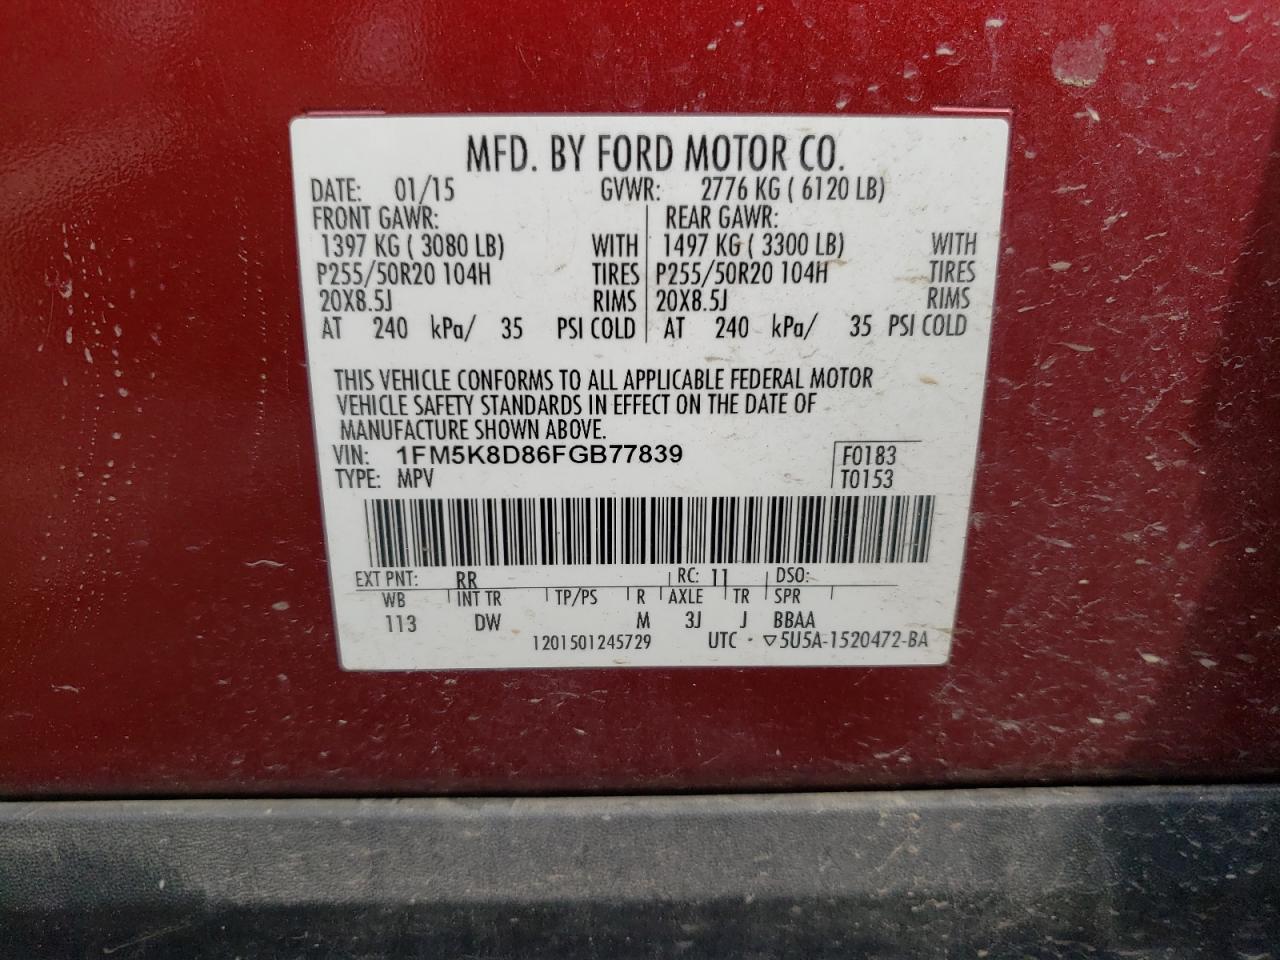 MFD. BY FORD MOTOR CO.
DATE: 01/15 GVWR: 2776 KG ( 6120 LB)
FRONT GAWR: REAR GAWR:
1397 KG ( 3080 LB) WITH 1497 KG ( 3300 LB) WITH
P255/50R20 104H TIRES P255/50R20 104H TIRES
20X8.5J RIMS 20X8.5J RIMS
AT 240 kPa/ 35 PSI COLD AT 240 kPa/ 35 PSI COLD
THIS VEHICLE CONFORMS TO ALL APPLICABLE FEDERAL MOTOR
VEHICLE SAFETY STANDARDS IN EFFECT ON THE DATE OF
MANUFACTURE SHOWN ABOVE.
VIN: 1FM5K8D86FGB77839 F0183
TYPE: MPV T0153
EXT PNT: RR RC: 11 DSO:
WB INT TR TP/PS R AXLE TR SPR
113 DW M 3J J BBAA
1201501245729 UTC · ▽5U5A-1520472-BA